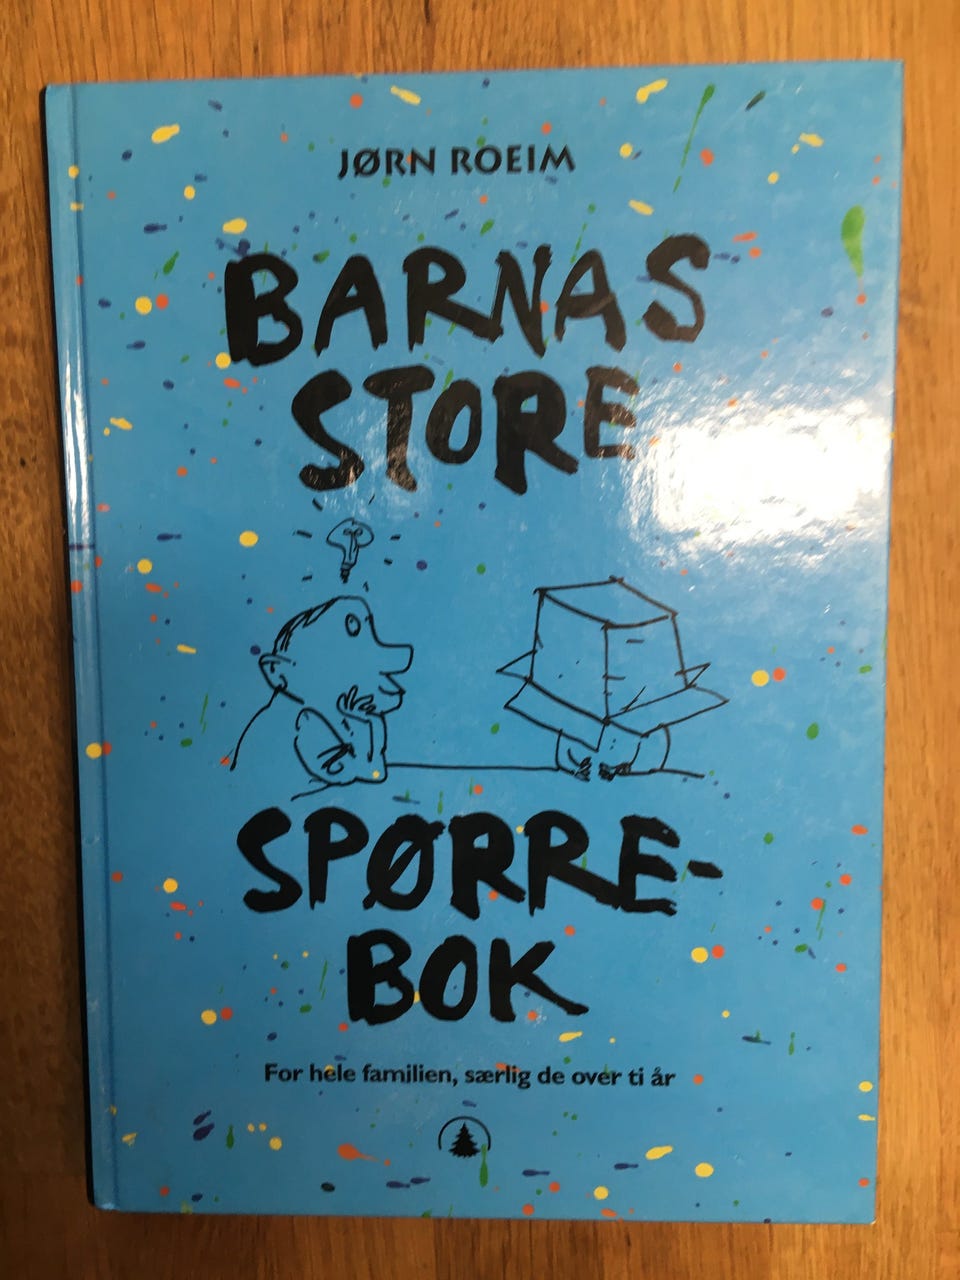 JØRN ROEIM
BARNAS
STORE
SPØRRE-
BOK
For hele familien, særlig de over ti år